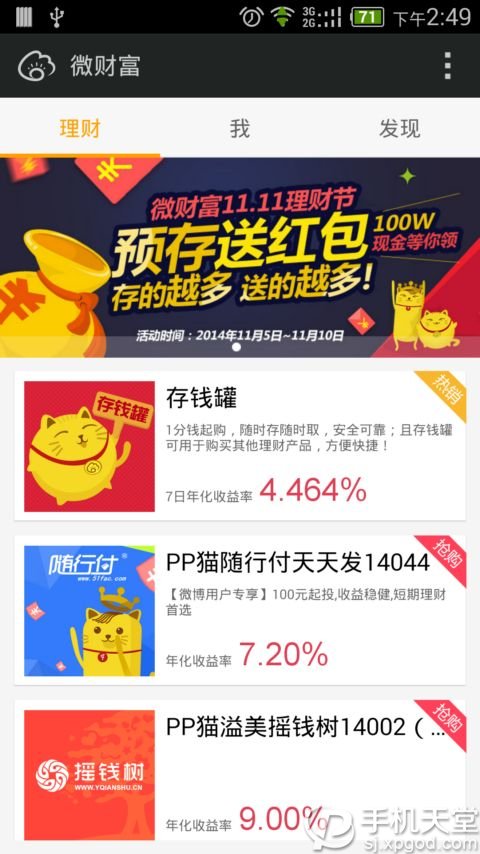 3G
2G
71
下午2:49
微财富
理财
我
发现
微财富11.11理财节
预存送红包
100W
现金等你领
存的越多 送的越多!
活动时间：2014年11月5日~11月10日
存钱罐
热销
存钱罐
1分钱起购，随时存随时取，安全可靠；且存钱罐
可用于购买其他理财产品，方便快捷！
7日年化收益率 4.464%
随行付®
www.51fac.com
抢购
PP猫随行付天天发14044
【微博用户专享】100元起投,收益稳健,短期理财
首选
年化收益率 7.20%
抢购
PP猫溢美摇钱树14002（...
摇钱树
WWW.YQIANSHU.CN
年化收益率 9.00%
手机天堂
sj.xpgod.com